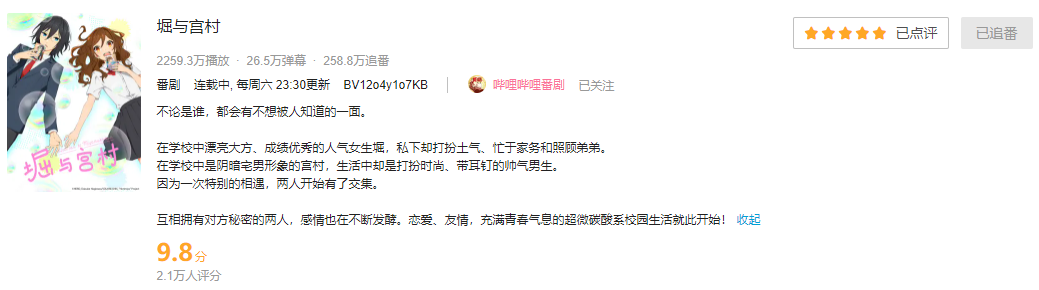 堀与宫村
已点评
已追番
2259.3万播放 · 26.5万弹幕 · 258.8万追番
番剧 连载中, 每周六 23:30更新 BV12o4y1o7KB 哔哩哔哩番剧 已关注
不论是谁，都会有不想被人知道的一面。
在学校中漂亮大方、成绩优秀的人气女生堀，私下却打扮土气、忙于家务和照顾弟弟。
在学校中是阴暗宅男形象的宫村，生活中却是打扮时尚、带耳钉的帅气男生。
因为一次特别的相遇，两人开始有了交集。
互相拥有对方秘密的两人，感情也在不断发酵。恋爱、友情，充满青春气息的超微碳酸系校园生活就此开始！ 收起
堀与宫村
9.8分
2.1万人评分